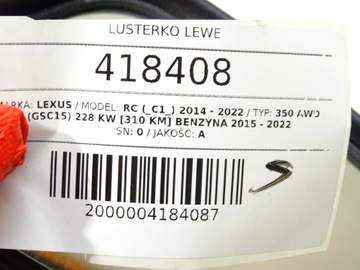 LUSTERKO LEWE
418408
MARKA: LEXUS / MODEL: RC (_C1_) 2014 - 2022 / TYP: 350 AWD
(GSC15) 228 KW [310 KM] BENZYNA 2015 - 2022
SN: 0 / JAKOŚĆ: A
2000004184087